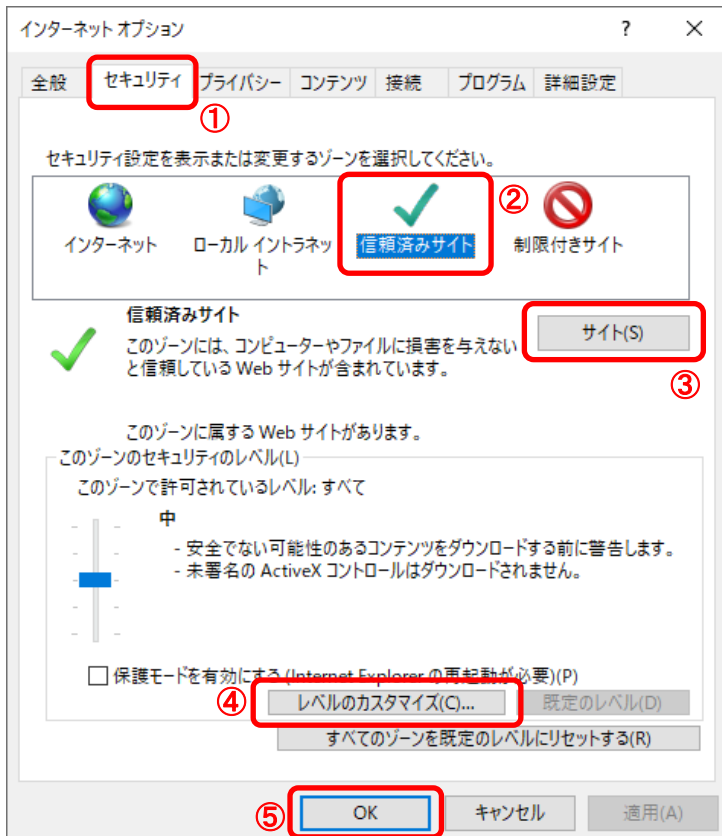 インターネット オプション ? ×
全般 セキュリティ プライバシー コンテンツ 接続 プログラム 詳細設定
①
セキュリティ設定を表示または変更するゾーンを選択してください。
②
インターネット ローカル イントラネッ 信頼済みサイト 制限付きサイト
ト
信頼済みサイト
サイト(S)
このゾーンには、コンピューターやファイルに損害を与えない
と信頼している Web サイトが含まれています。
③
このゾーンに属する Web サイトがあります。
このゾーンのセキュリティのレベル(L)
このゾーンで許可されているレベル: すべて
中
- 安全でない可能性のあるコンテンツをダウンロードする前に警告します。
- 未署名の ActiveX コントロールはダウンロードされません。
保護モードを有効にする (Internet Explorer の再起動が必要)(P)
④ レベルのカスタマイズ(C)... 既定のレベル(D)
すべてのゾーンを既定のレベルにリセットする(R)
⑤ OK キャンセル 適用(A)